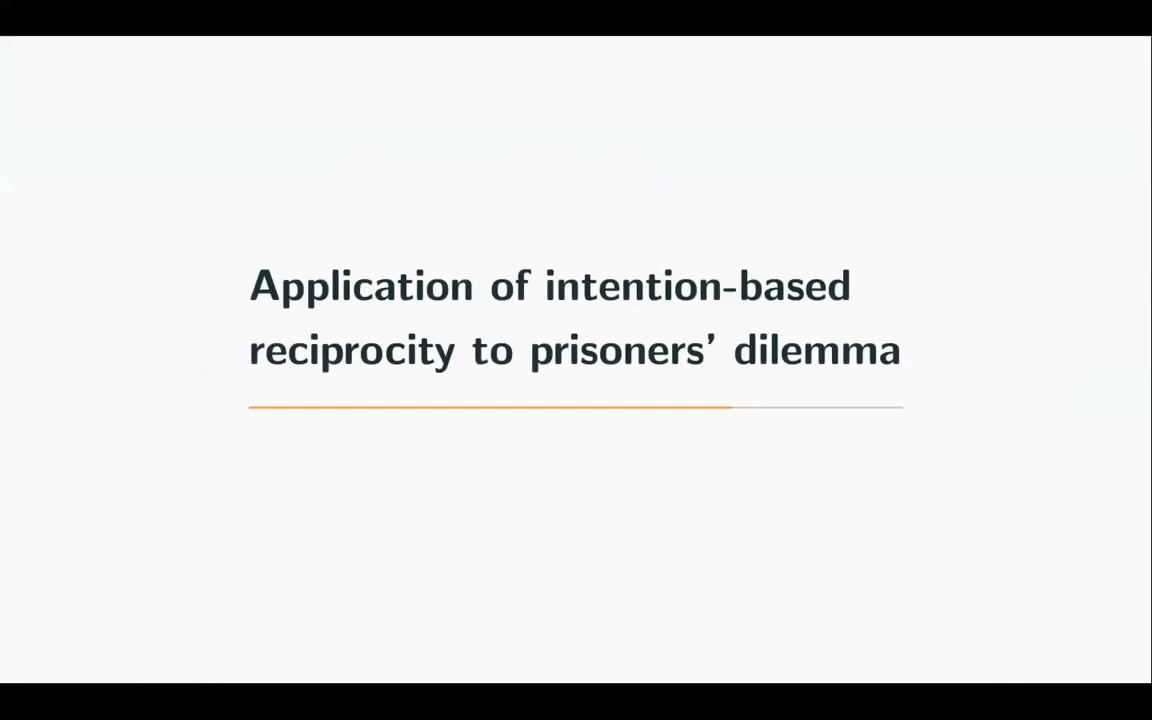 Application of intention-based
reciprocity to prisoners’ dilemma